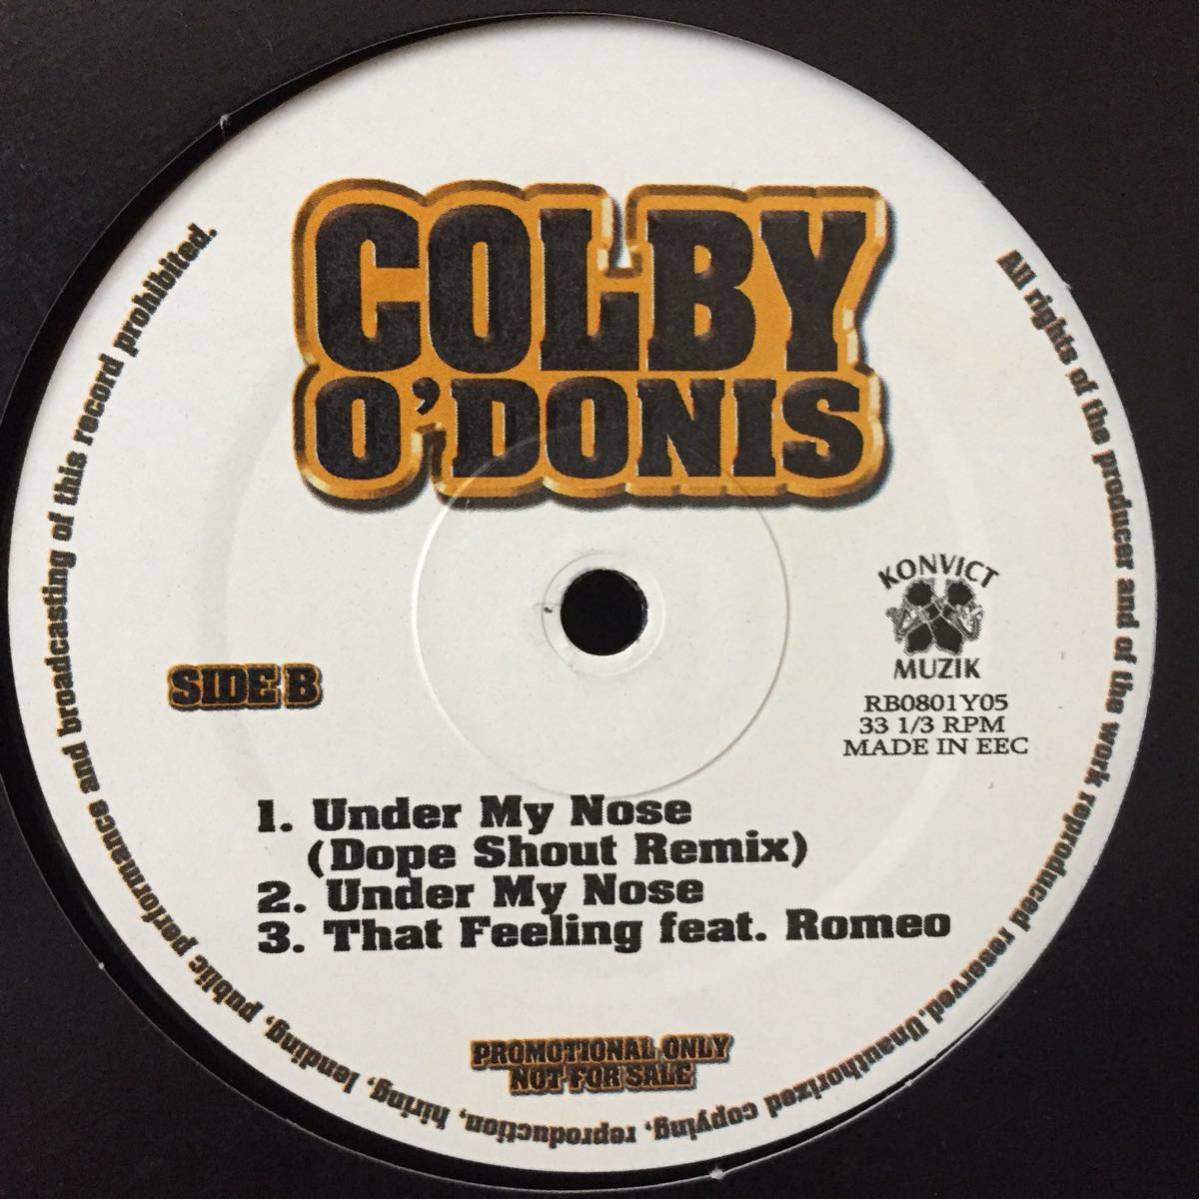 COLBY
O'DONIS
KONVICT
MUZIK
RB0801Y05
33 1/3 RPM
MADE IN EEC
SIDE B
1. Under My Nose
(Dope Shout Remix)
2. Under My Nose
3. That Feeling feat. Romeo
PROMOTIONAL ONLY
NOT FOR SALE
All rights of the producer and of the work reproduced reserved. Unauthorized copying, reproduction, hiring, lending, public performance and broadcasting of this record prohibited.